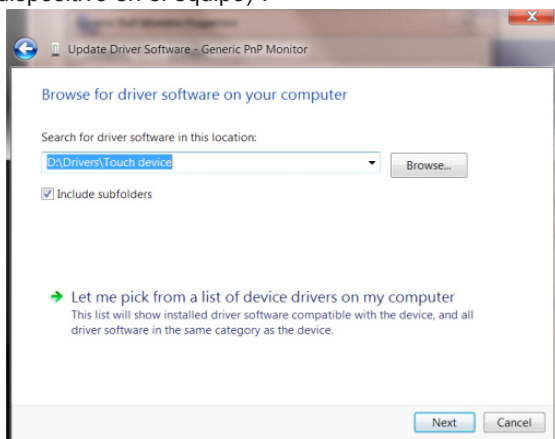 dispositivo en el equipo) .
Update Driver Software - Generic PnP Monitor
Browse for driver software on your computer
Search for driver software in this location:
D:\Drivers\Touch device
Browse...
Include subfolders
Let me pick from a list of device drivers on my computer
This list will show installed driver software compatible with the device, and all
driver software in the same category as the device.
Next
Cancel